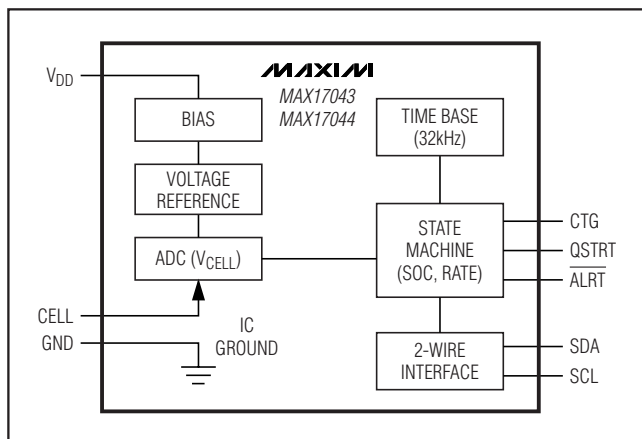 V_DD
MAXIM
MAX17043
MAX17044
BIAS
TIME BASE
(32kHz)
VOLTAGE
REFERENCE
ADC (V_CELL)
STATE
MACHINE
(SOC, RATE)
CTG
QSTRT
A̅L̅R̅T̅
CELL
GND
IC
GROUND
2-WIRE
INTERFACE
SDA
SCL